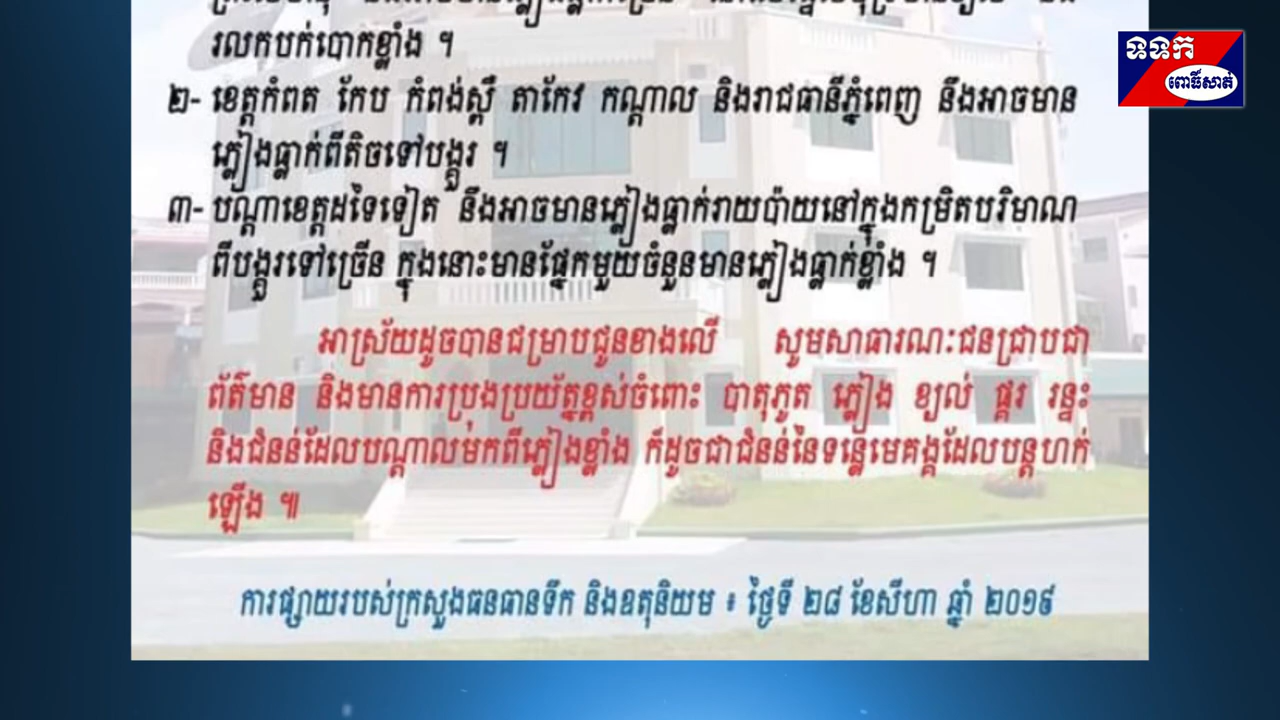 រលកបក់បោកខ្លាំង ។
ទទក
ពោធិ៍សាត់
២- ខេត្តកំពត កែប កំពង់ស្ពឺ តាកែវ កណ្តាល និងរាជធានីភ្នំពេញ នឹងអាចមាន
ភ្លៀងធ្លាក់ពីតិចទៅបង្គួរ ។
៣- បណ្តាខេត្តដទៃទៀត នឹងអាចមានភ្លៀងធ្លាក់រាយប៉ាយនៅក្នុងកម្រិតបរិមាណ
ពីបង្គួរទៅច្រើន ក្នុងនោះមានផ្នែកមួយចំនួនមានភ្លៀងធ្លាក់ខ្លាំង ។
អាស្រ័យដូចបានជម្រាបជូនខាងលើ សូមសាធារណៈជនជ្រាបជា
ព័ត៌មាន និងមានការប្រុងប្រយ័ត្នខ្ពស់ចំពោះ បាតុភូត ភ្លៀង ខ្យល់ ផ្គរ រន្ទះ
និងជំនន់ដែលបណ្តាលមកពីភ្លៀងខ្លាំង ក៏ដូចជាជំនន់នៃទន្លេមេគង្គដែលបន្តហក់
ឡើង ៕
ការផ្សាយរបស់ក្រសួងធនធានទឹក និងឧតុនិយម ៖ ថ្ងៃទី ២៨ ខែសីហា ឆ្នាំ ២០១៩